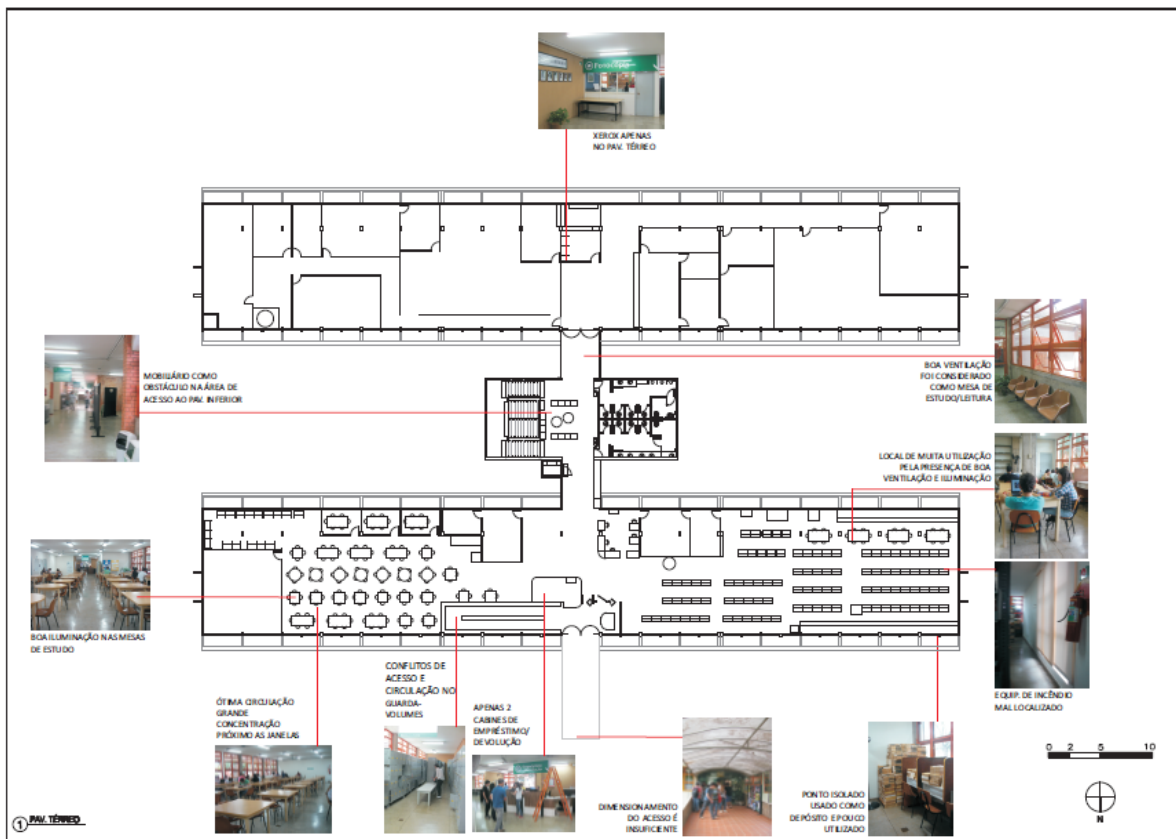 XEROX APENAS
NO PAV. TÉRREO
MOBILIÁRIO COMO
OBSTÁCULO NA ÁREA DE
ACESSO AO PAV. INFERIOR
BOA VENTILAÇÃO
FOI CONSIDERADO
COMO MESA DE
ESTUDO/LEITURA
LOCAL DE MUITA UTILIZAÇÃO
PELA PRESENÇA DE BOA
VENTILAÇÃO E ILUMINAÇÃO
BOA ILUMINAÇÃO NAS MESAS
DE ESTUDO
EQUIP. DE INCÊNDIO
MAL LOCALIZADO
ÓTIMA CIRCULAÇÃO
GRANDE
CONCENTRAÇÃO
PRÓXIMO AS JANELAS
CONFLITOS DE
ACESSO E
CIRCULAÇÃO NO
GUARDA-
VOLUMES
APENAS 2
CABINES DE
EMPRÉSTIMO/
DEVOLUÇÃO
DIMENSIONAMENTO
DO ACESSO É
INSUFICIENTE
PONTO ISOLADO
USADO COMO
DEPÓSITO E POUCO
UTILIZADO
0 2 5 10
N
1 PAV. TÉRREO